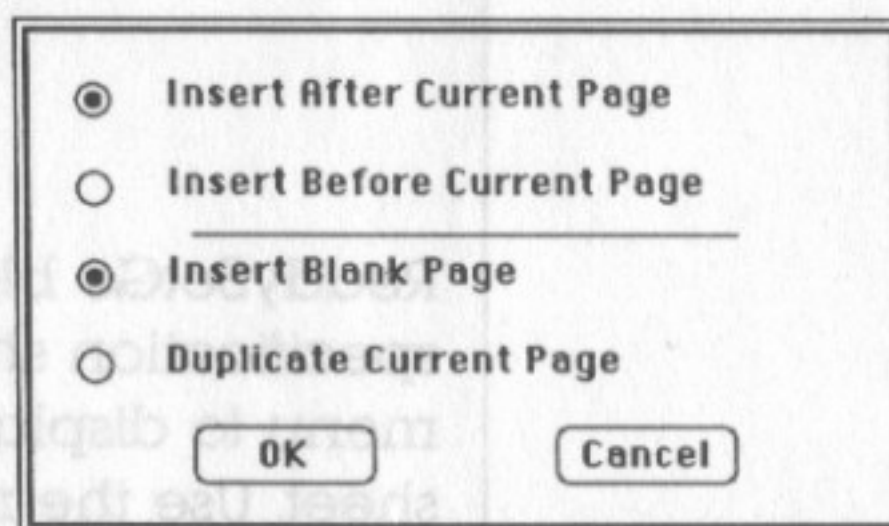 Insert After Current Page
Insert Before Current Page
Insert Blank Page
Duplicate Current Page
OK Cancel